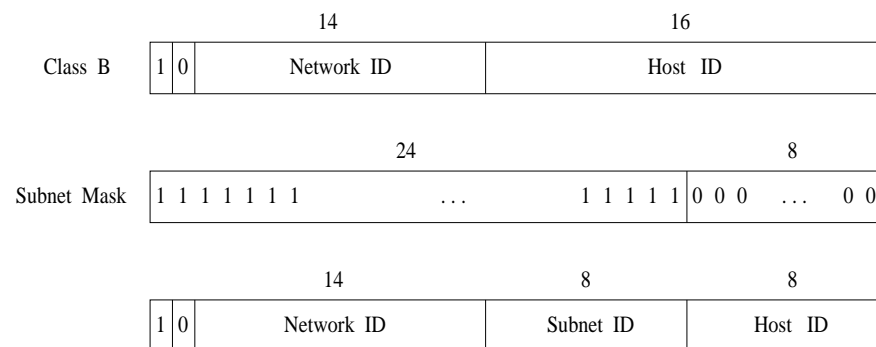 14 16
Class B 1 0 Network ID Host ID
24 8
Subnet Mask 1 1 1 1 1 1 1 ... 1 1 1 1 1 0 0 0 ... 0 0
14 8 8
1 0 Network ID Subnet ID Host ID